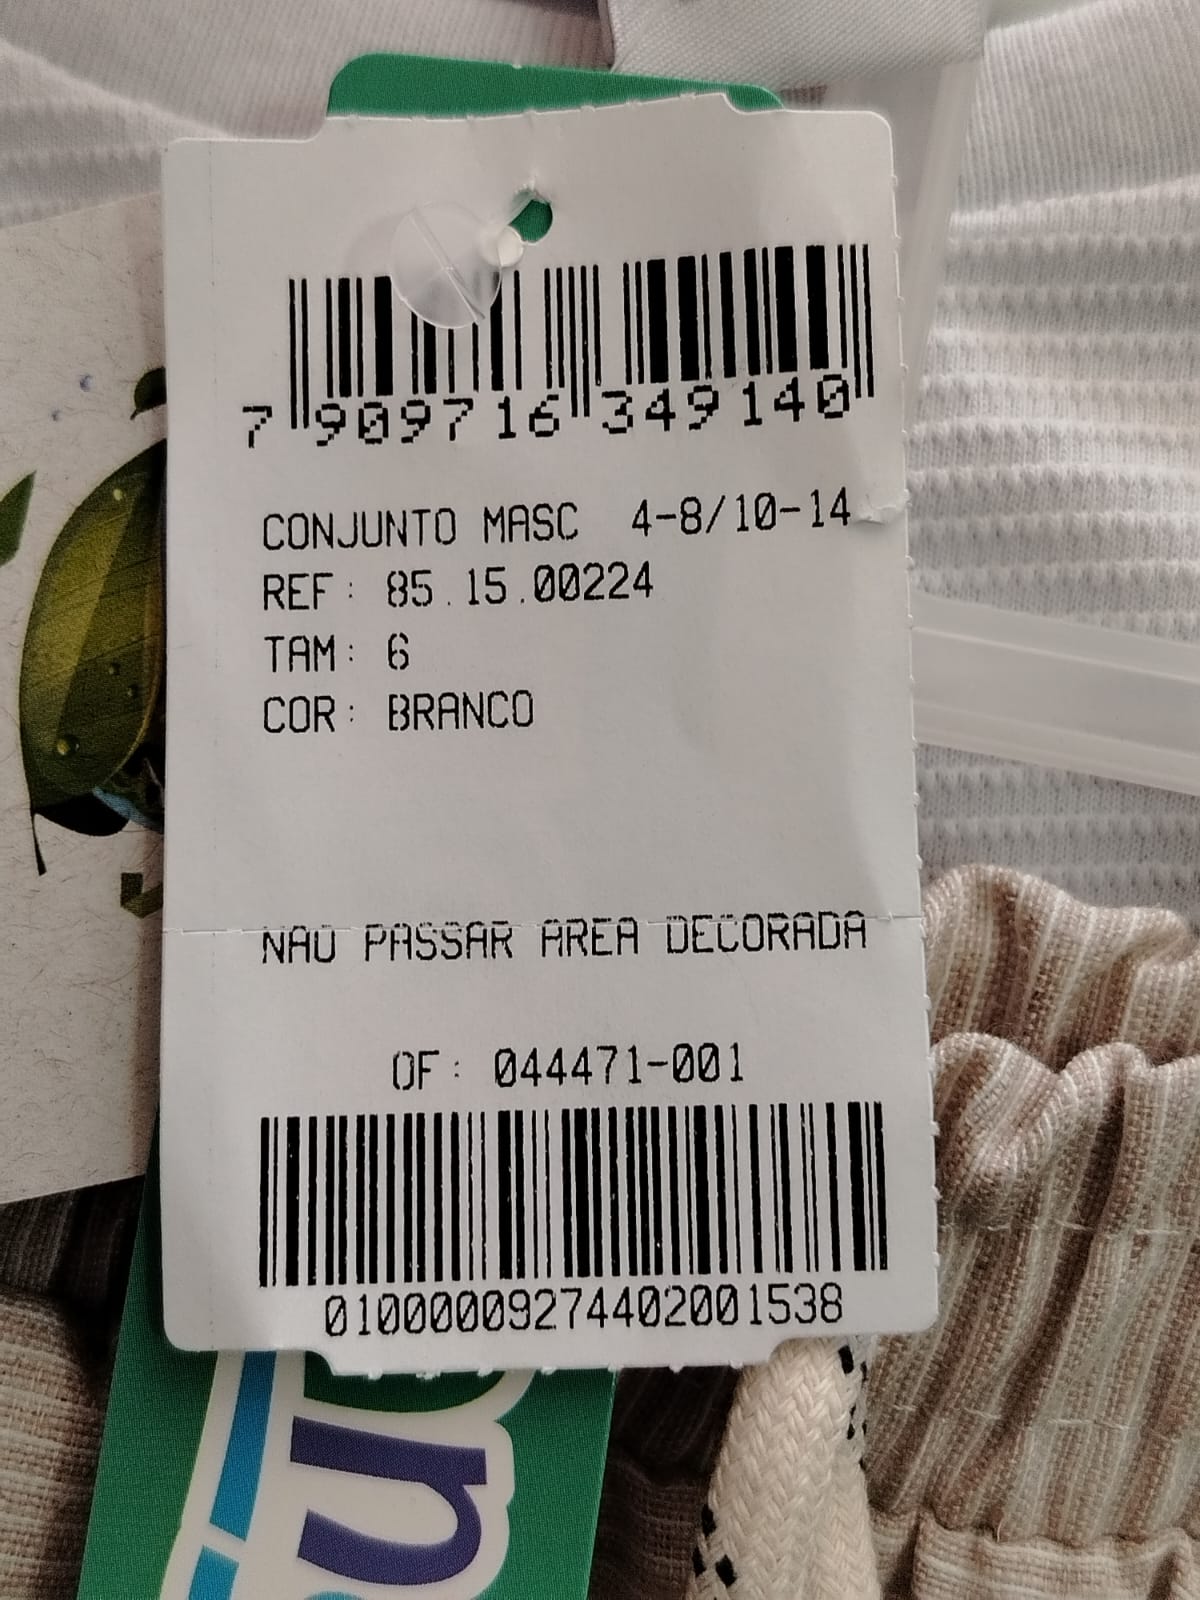 7 909716 349140
CONJUNTO MASC 4-8/10-14
REF: 85.15.00224
TAM: 6
COR: BRANCO
NAO PASSAR AREA DECORADA
OF: 044471-001
01000009274402001538